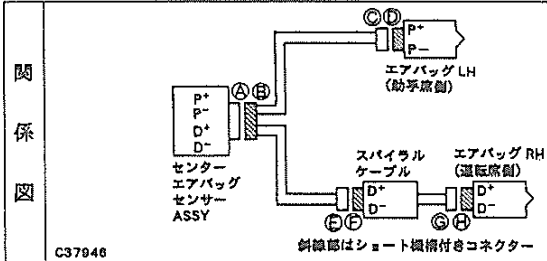 関係図
Ⓒ Ⓓ
P+
P−
エアバッグ LH
(助手席側)
Ⓐ Ⓑ
P+
P−
D+
D−
センター
エアバッグ
センサー
ASSY
スパイラル
ケーブル
エアバッグ RH
(運転席側)
D+
D−
D+
D−
Ⓔ Ⓕ
Ⓖ Ⓗ
斜線部はショート機構付きコネクター
C37946